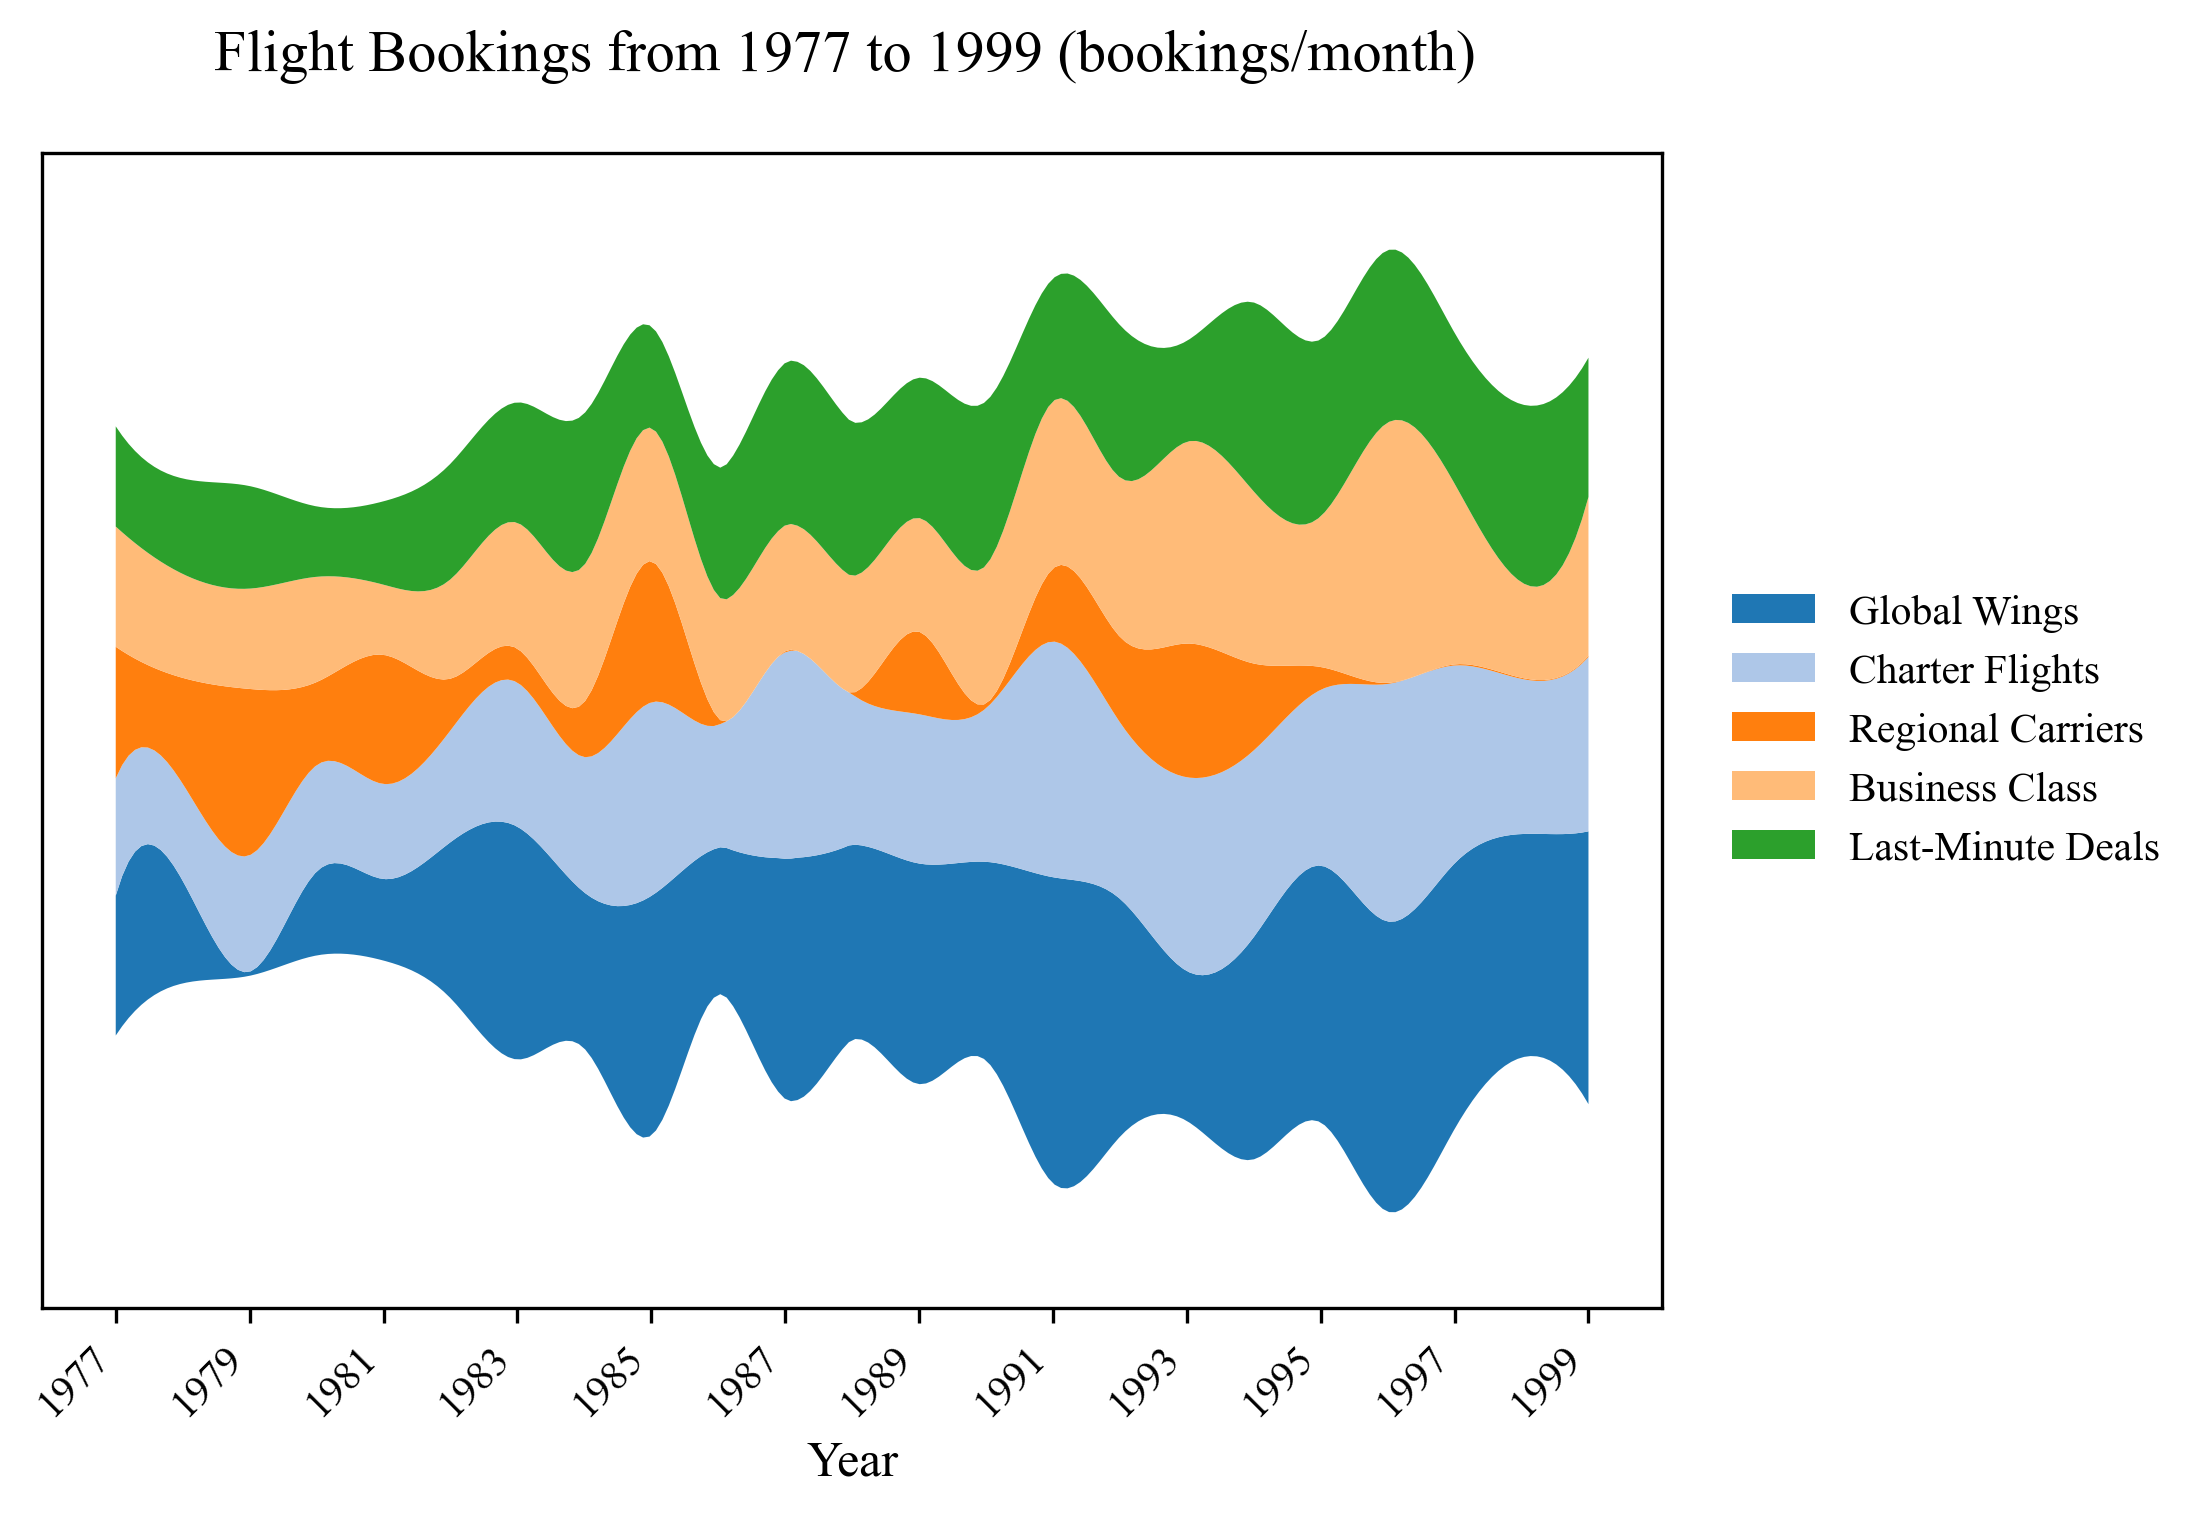 Flight Bookings from 1977 to 1999 (bookings/month)
Global Wings
Charter Flights
Regional Carriers
Business Class
Last-Minute Deals
1977
1979
1981
1983
1985
1987
1989
1991
1993
1995
1997
1999
Year